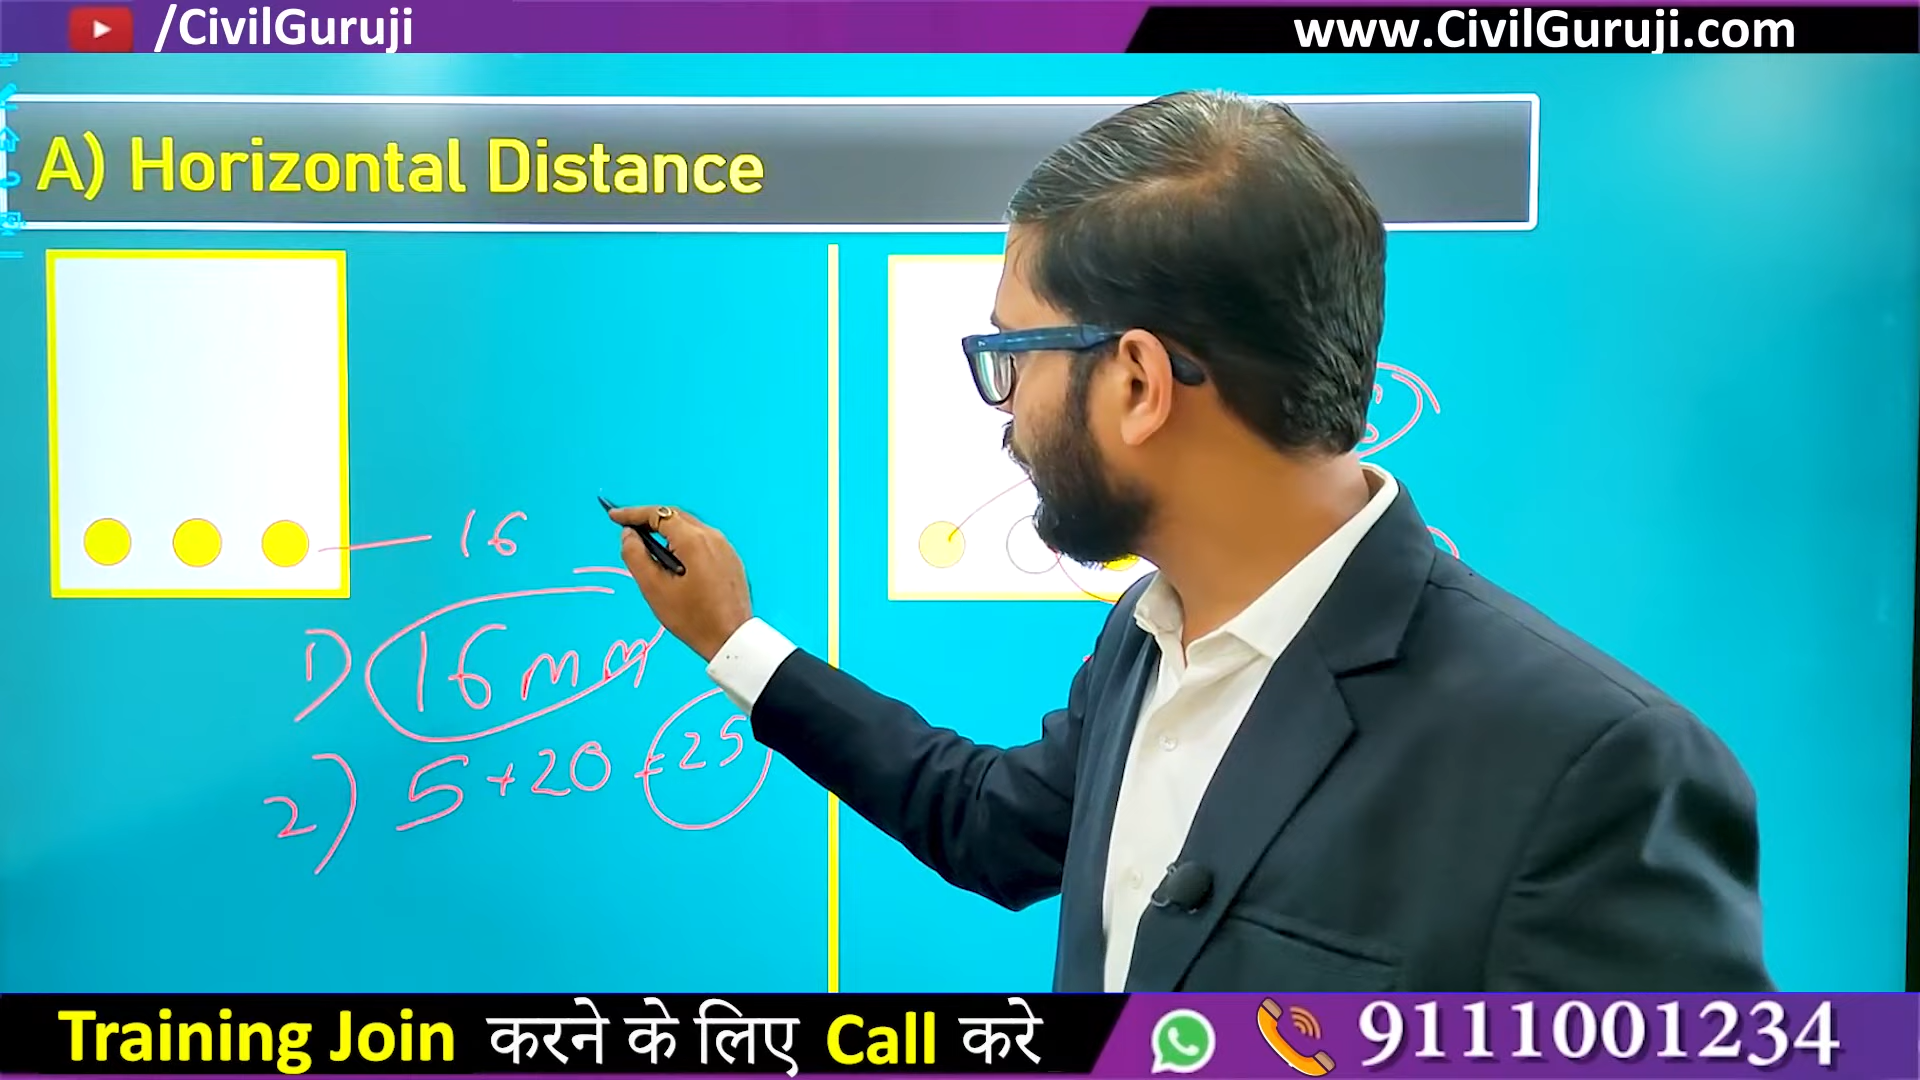 /CivilGuruji
www.CivilGuruji.com
A) Horizontal Distance
16
1) 16mm
2) 5+20 = 25
Training Join करने के लिए Call करे
9111001234